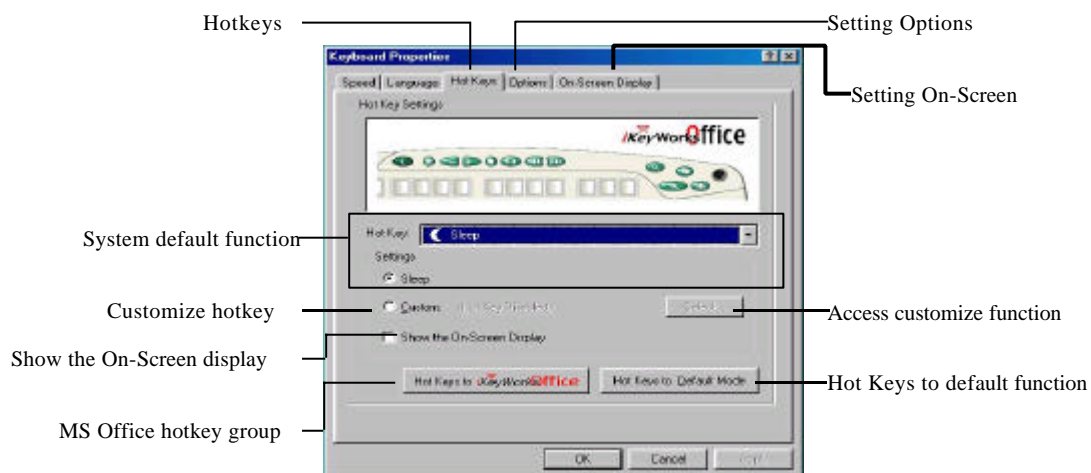 Hotkeys
Setting Options
Keyboard Properties
Speed Language Hot Keys Options On-Screen Display
Setting On-Screen
Hot Key Settings
iKeyWorksOffice
System default function
Hot Key: Sleep
Settings
Sleep
Customize hotkey
Custom:
Access customize function
Show the On-Screen display
Show the On-Screen Display
Hot Keys to iKeyWorksOffice
Hot Keys to Default Mode
Hot Keys to default function
MS Office hotkey group
OK Cancel